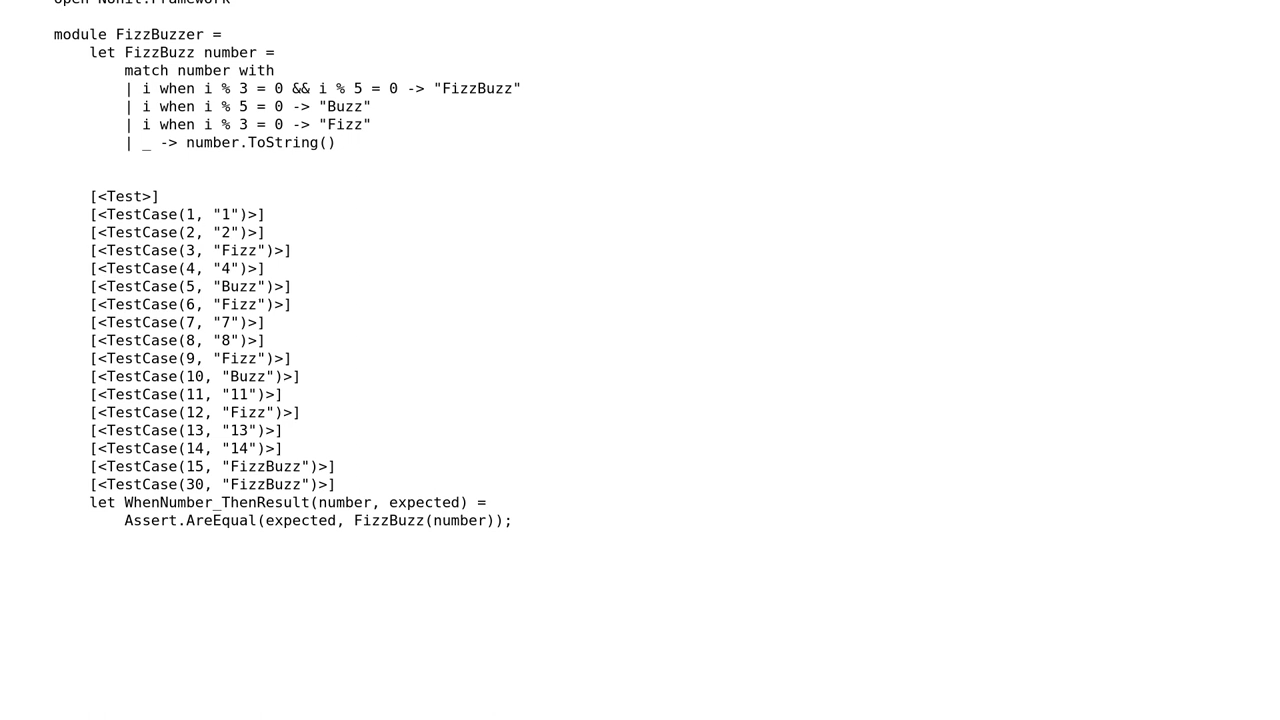 open NUnit.Framework
module FizzBuzzer =
    let FizzBuzz number =
        match number with
        | i when i % 3 = 0 && i % 5 = 0 -> "FizzBuzz"
        | i when i % 5 = 0 -> "Buzz"
        | i when i % 3 = 0 -> "Fizz"
        | _ -> number.ToString()
    [<Test>]
    [<TestCase(1, "1")>]
    [<TestCase(2, "2")>]
    [<TestCase(3, "Fizz")>]
    [<TestCase(4, "4")>]
    [<TestCase(5, "Buzz")>]
    [<TestCase(6, "Fizz")>]
    [<TestCase(7, "7")>]
    [<TestCase(8, "8")>]
    [<TestCase(9, "Fizz")>]
    [<TestCase(10, "Buzz")>]
    [<TestCase(11, "11")>]
    [<TestCase(12, "Fizz")>]
    [<TestCase(13, "13")>]
    [<TestCase(14, "14")>]
    [<TestCase(15, "FizzBuzz")>]
    [<TestCase(30, "FizzBuzz")>]
    let WhenNumber_ThenResult(number, expected) =
        Assert.AreEqual(expected, FizzBuzz(number));